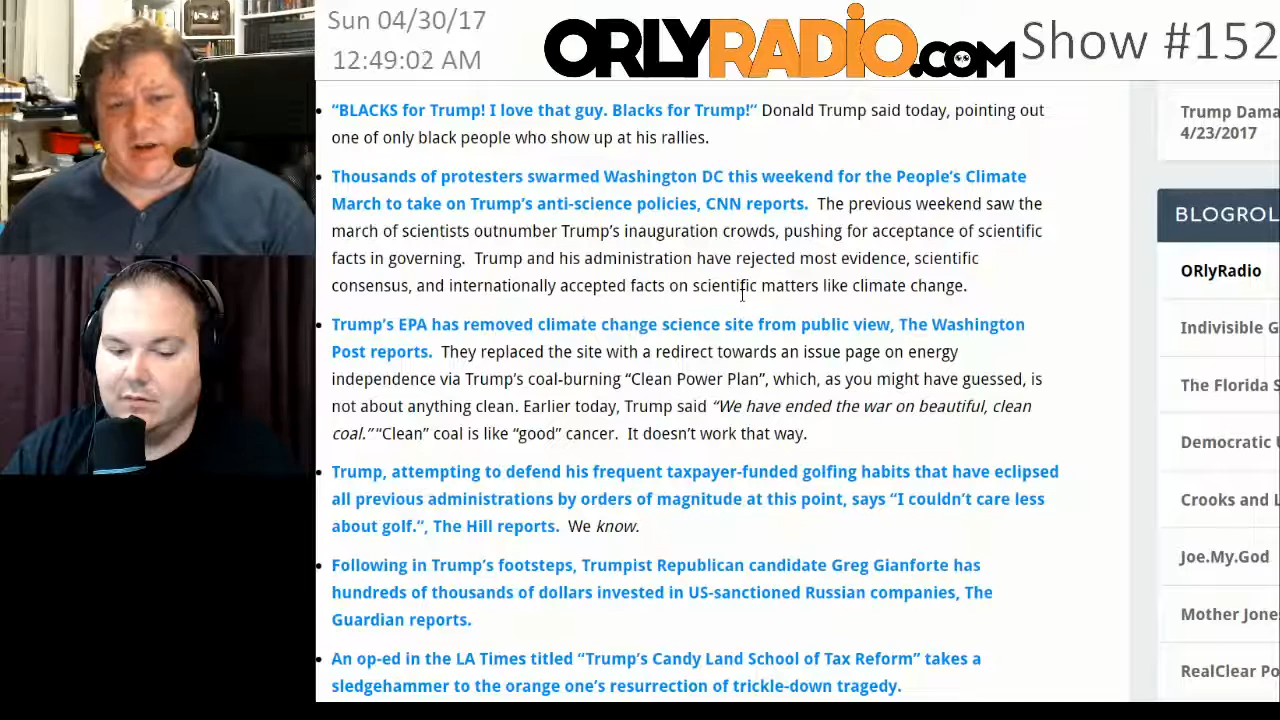 Sun 04/30/17
12:49:02 AM
ORLYRADIO.COM
Show #152
“BLACKS for Trump! I love that guy. Blacks for Trump!” Donald Trump said today, pointing out
one of only black people who show up at his rallies.
Thousands of protesters swarmed Washington DC this weekend for the People’s Climate
March to take on Trump’s anti-science policies, CNN reports. The previous weekend saw the
march of scientists outnumber Trump’s inauguration crowds, pushing for acceptance of scientific
facts in governing. Trump and his administration have rejected most evidence, scientific
consensus, and internationally accepted facts on scientific matters like climate change.
Trump’s EPA has removed climate change science site from public view, The Washington
Post reports. They replaced the site with a redirect towards an issue page on energy
independence via Trump’s coal-burning “Clean Power Plan”, which, as you might have guessed, is
not about anything clean. Earlier today, Trump said “We have ended the war on beautiful, clean
coal.” “Clean” coal is like “good” cancer. It doesn’t work that way.
Trump, attempting to defend his frequent taxpayer-funded golfing habits that have eclipsed
all previous administrations by orders of magnitude at this point, says “I couldn’t care less
about golf.”, The Hill reports. We know.
Following in Trump’s footsteps, Trumpist Republican candidate Greg Gianforte has
hundreds of thousands of dollars invested in US-sanctioned Russian companies, The
Guardian reports.
An op-ed in the LA Times titled “Trump’s Candy Land School of Tax Reform” takes a
sledgehammer to the orange one’s resurrection of trickle-down tragedy.
Trump Dama
4/23/2017
BLOGROL
ORlyRadio
Indivisible G
The Florida S
Democratic U
Crooks and L
Joe.My.God
Mother Jone
RealClear Po